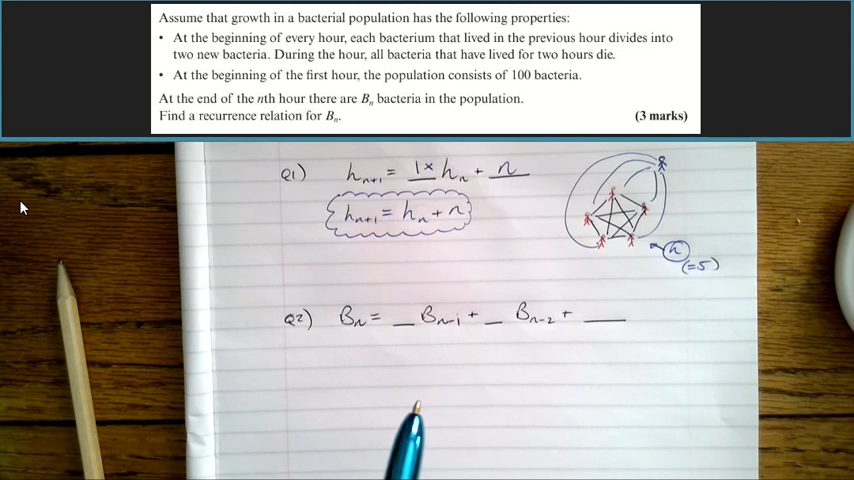 Assume that growth in a bacterial population has the following properties:
• At the beginning of every hour, each bacterium that lived in the previous hour divides into
two new bacteria. During the hour, all bacteria that have lived for two hours die.
• At the beginning of the first hour, the population consists of 100 bacteria.
At the end of the nth hour there are Bₙ bacteria in the population.
Find a recurrence relation for Bₙ. (3 marks)
Q1) hₙ₊₁ = 1× hₙ + n
hₙ₊₁ = hₙ + n
n
(=5)
Q2) Bₙ = _ Bₙ₋₁ + _ Bₙ₋₂ + __